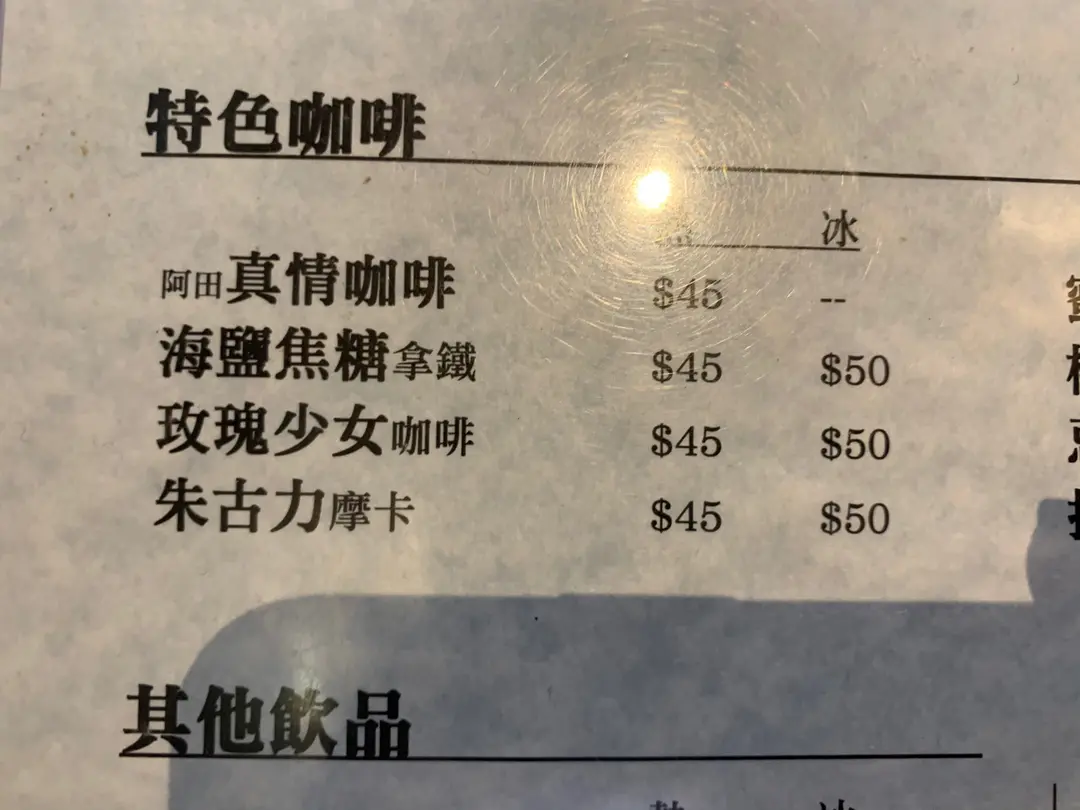 特色咖啡
冰
阿田真情咖啡 $45 --
海鹽焦糖拿鐵 $45 $50
玫瑰少女咖啡 $45 $50
朱古力摩卡 $45 $50
其他飲品